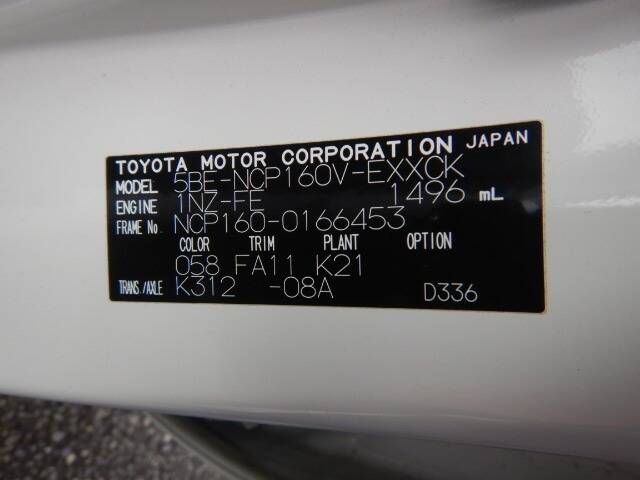 TOYOTA MOTOR CORPORATION JAPAN
MODEL 5BE-NCP160V-EXXCK
ENGINE 1NZ-FE 1496 mL
FRAME No. NCP160-0166453
COLOR TRIM PLANT OPTION
058 FA11 K21
TRANS./AXLE K312 -08A D336